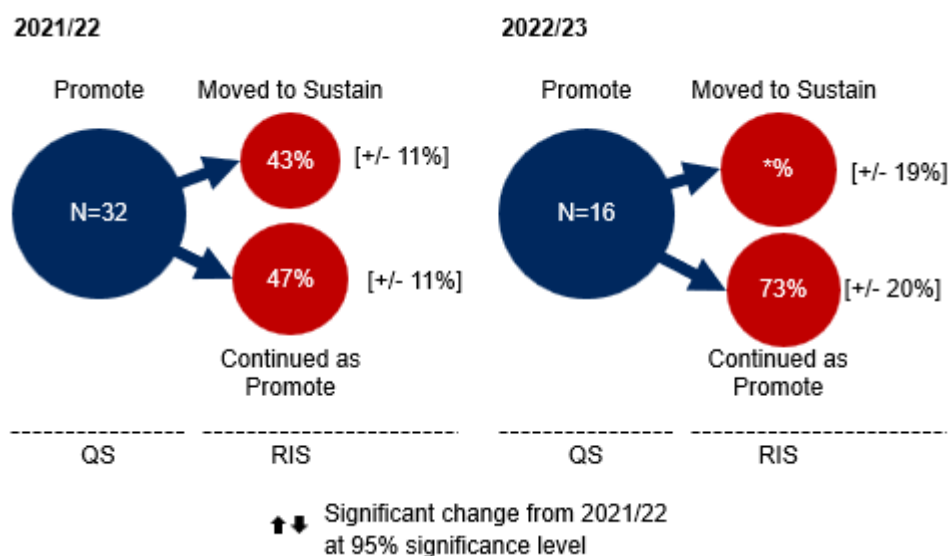 2021/22
Promote Moved to Sustain
N=32
43% [+/- 11%]
47% [+/- 11%]
Continued as
Promote
QS RIS
2022/23
Promote Moved to Sustain
N=16
*% [+/- 19%]
73% [+/- 20%]
Continued as
Promote
QS RIS
Significant change from 2021/22
at 95% significance level